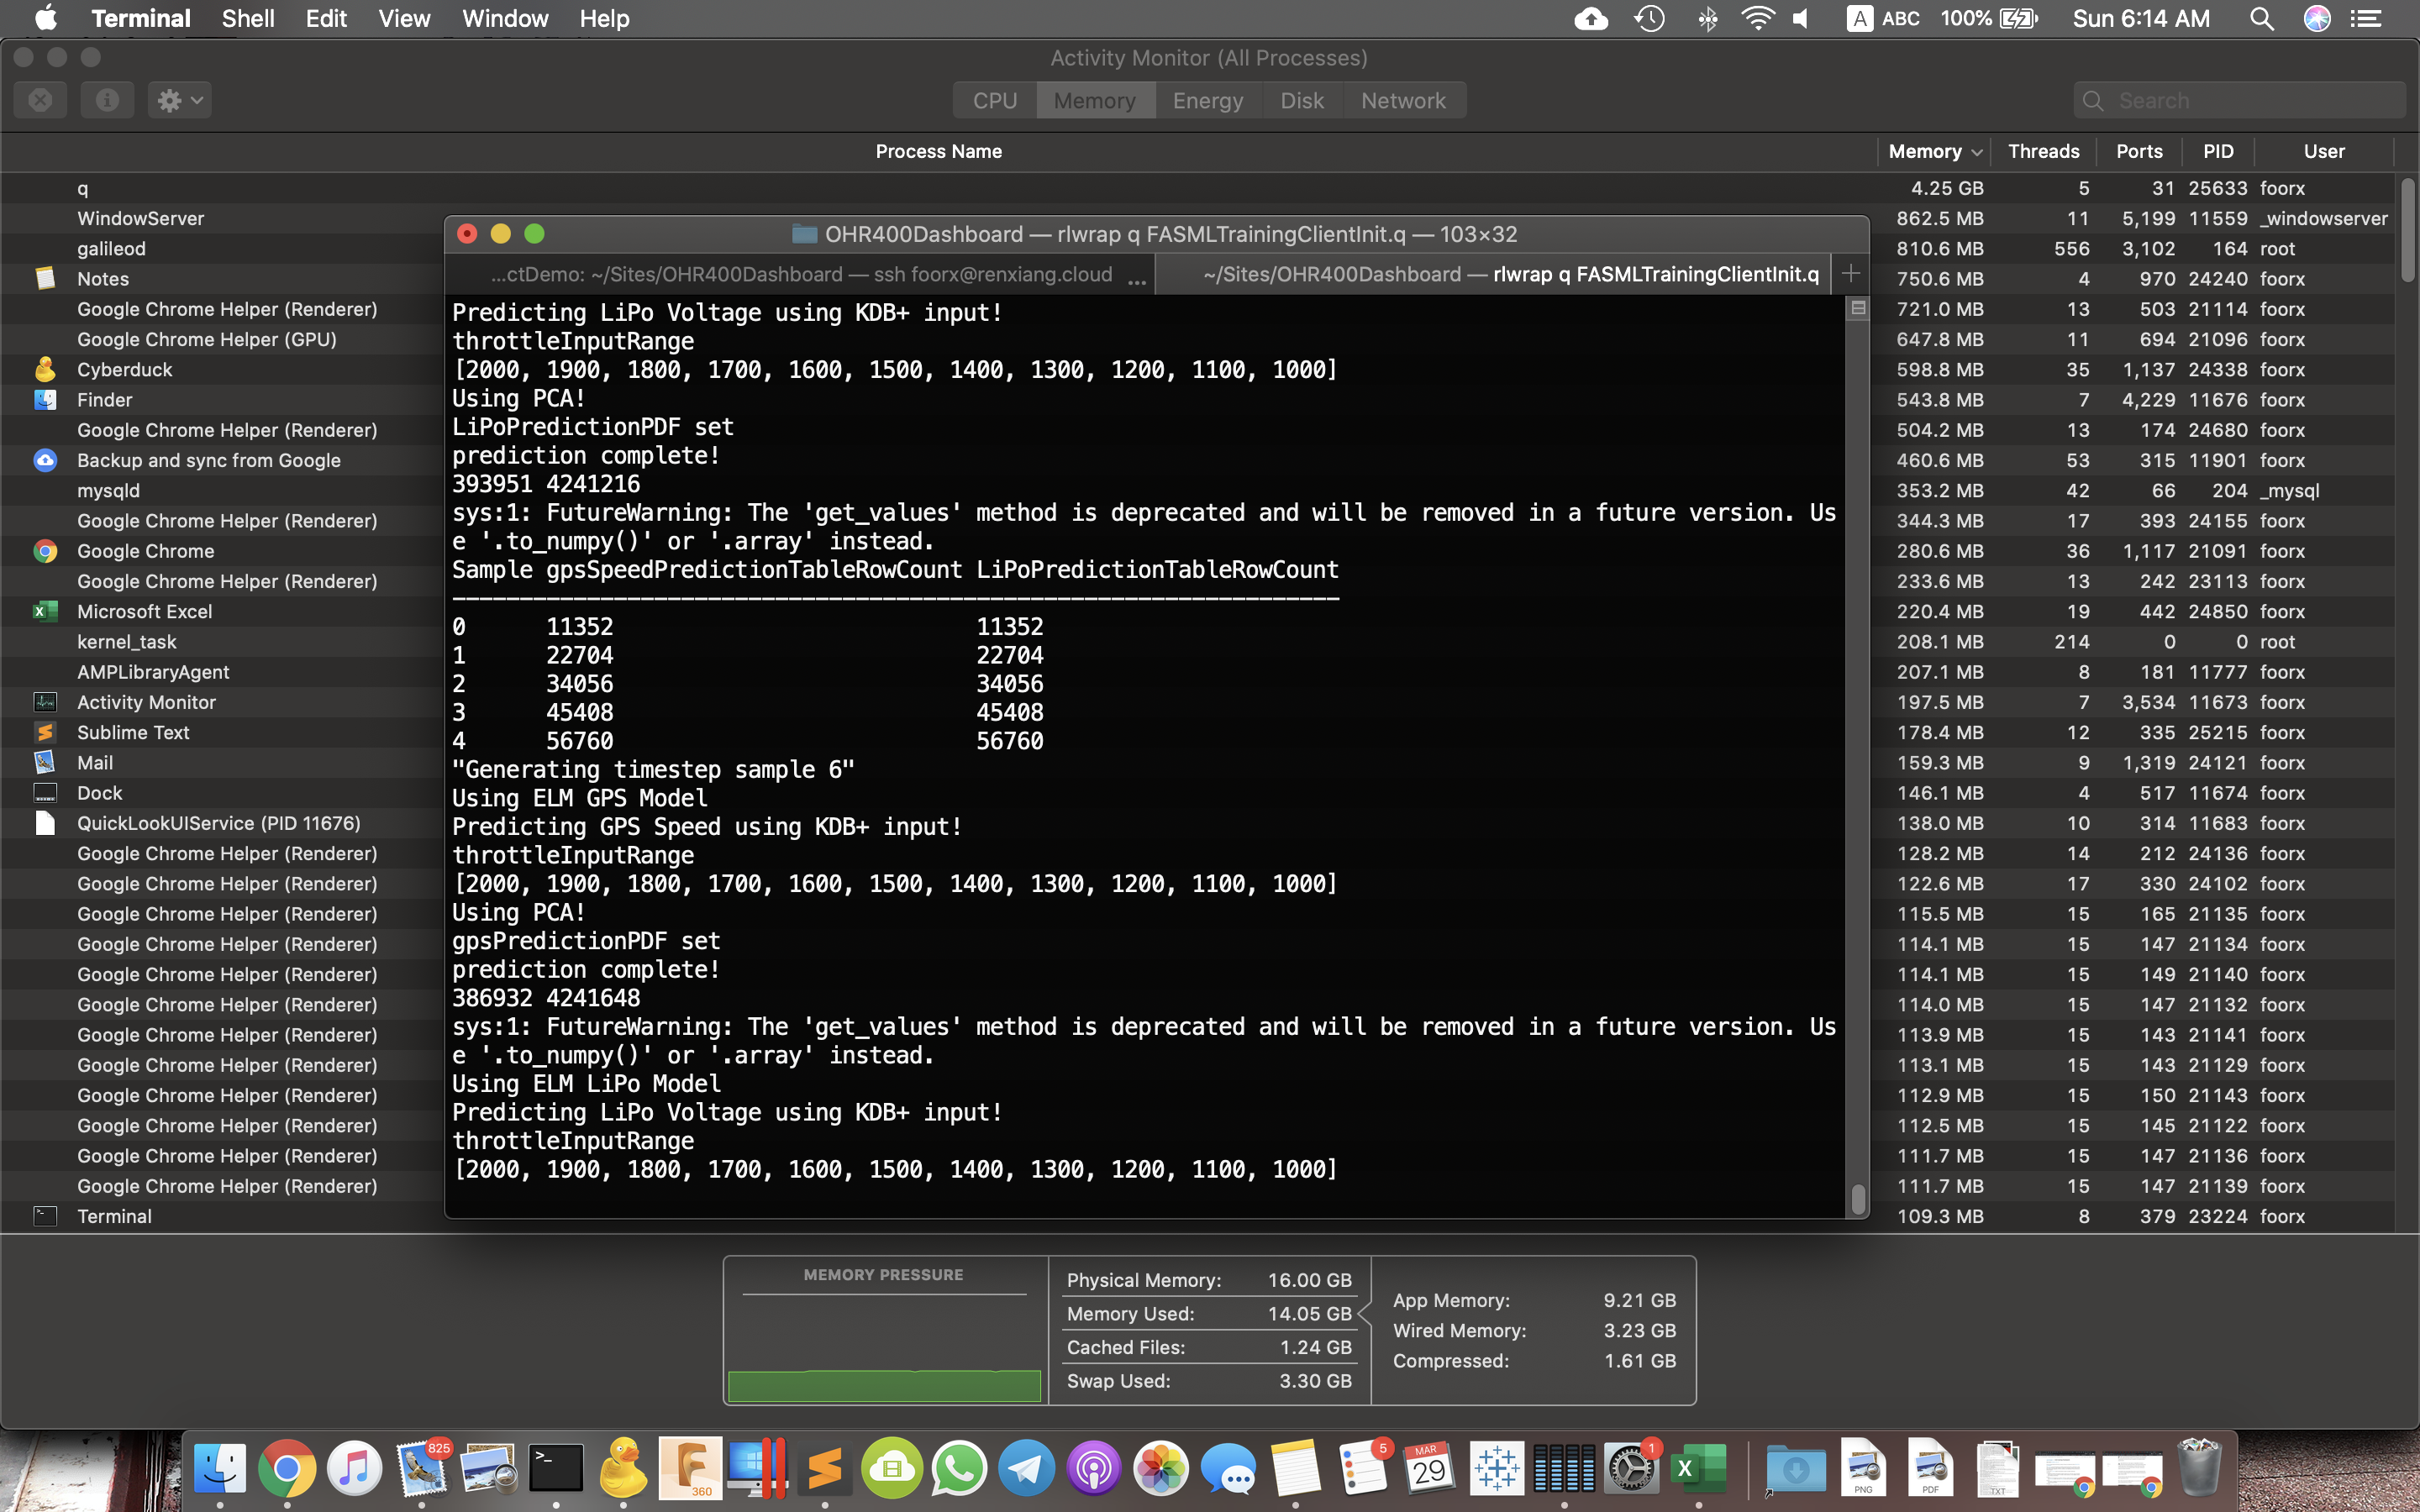 Terminal Shell Edit View Window Help A ABC 100% Sun 6:14 AM
Activity Monitor (All Processes)
CPU Memory Energy Disk Network Search
Process Name Memory Threads Ports PID User
q 4.25 GB 5 31 25633 foorx
WindowServer 862.5 MB 11 5,199 11559 _windowserver
galileod 810.6 MB 556 3,102 164 root
Notes 750.6 MB 4 970 24240 foorx
Google Chrome Helper (Renderer) 721.0 MB 13 503 21114 foorx
Google Chrome Helper (GPU) 647.8 MB 11 694 21096 foorx
Cyberduck 598.8 MB 35 1,137 24338 foorx
Finder 543.8 MB 7 4,229 11676 foorx
Google Chrome Helper (Renderer) 504.2 MB 13 174 24680 foorx
Backup and sync from Google 460.6 MB 53 315 11901 foorx
mysqld 353.2 MB 42 66 204 _mysql
Google Chrome Helper (Renderer) 344.3 MB 17 393 24155 foorx
Google Chrome 280.6 MB 36 1,117 21091 foorx
Google Chrome Helper (Renderer) 233.6 MB 13 242 23113 foorx
Microsoft Excel 220.4 MB 19 442 24850 foorx
kernel_task 208.1 MB 214 0 0 root
AMPLibraryAgent 207.1 MB 8 181 11777 foorx
Activity Monitor 197.5 MB 7 3,534 11673 foorx
Sublime Text 178.4 MB 12 335 25215 foorx
Mail 159.3 MB 9 1,319 24121 foorx
Dock 146.1 MB 4 517 11674 foorx
QuickLookUIService (PID 11676) 138.0 MB 10 314 11683 foorx
Google Chrome Helper (Renderer) 128.2 MB 14 212 24136 foorx
Google Chrome Helper (Renderer) 122.6 MB 17 330 24102 foorx
Google Chrome Helper (Renderer) 115.5 MB 15 165 21135 foorx
Google Chrome Helper (Renderer) 114.1 MB 15 147 21134 foorx
Google Chrome Helper (Renderer) 114.1 MB 15 149 21140 foorx
Google Chrome Helper (Renderer) 114.0 MB 15 147 21132 foorx
Google Chrome Helper (Renderer) 113.9 MB 15 143 21141 foorx
Google Chrome Helper (Renderer) 113.1 MB 15 143 21129 foorx
Google Chrome Helper (Renderer) 112.9 MB 15 150 21143 foorx
Google Chrome Helper (Renderer) 112.5 MB 15 145 21122 foorx
Google Chrome Helper (Renderer) 111.7 MB 15 147 21136 foorx
Google Chrome Helper (Renderer) 111.7 MB 15 147 21139 foorx
Terminal 109.3 MB 8 379 23224 foorx
OHR400Dashboard — rlwrap q FASMLTrainingClientInit.q — 103×32
...ctDemo: ~/Sites/OHR400Dashboard — ssh foorx@renxiang.cloud ... ~/Sites/OHR400Dashboard — rlwrap q FASMLTrainingClientInit.q +
Predicting LiPo Voltage using KDB+ input!
throttleInputRange
[2000, 1900, 1800, 1700, 1600, 1500, 1400, 1300, 1200, 1100, 1000]
Using PCA!
LiPoPredictionPDF set
prediction complete!
393951 4241216
sys:1: FutureWarning: The 'get_values' method is deprecated and will be removed in a future version. Us
e '.to_numpy()' or '.array' instead.
Sample gpsSpeedPredictionTableRowCount LiPoPredictionTableRowCount
------------------------------------------------------------------
0 11352 11352
1 22704 22704
2 34056 34056
3 45408 45408
4 56760 56760
"Generating timestep sample 6"
Using ELM GPS Model
Predicting GPS Speed using KDB+ input!
throttleInputRange
[2000, 1900, 1800, 1700, 1600, 1500, 1400, 1300, 1200, 1100, 1000]
Using PCA!
gpsPredictionPDF set
prediction complete!
386932 4241648
sys:1: FutureWarning: The 'get_values' method is deprecated and will be removed in a future version. Us
e '.to_numpy()' or '.array' instead.
Using ELM LiPo Model
Predicting LiPo Voltage using KDB+ input!
throttleInputRange
[2000, 1900, 1800, 1700, 1600, 1500, 1400, 1300, 1200, 1100, 1000]
MEMORY PRESSURE
Physical Memory: 16.00 GB
Memory Used: 14.05 GB
Cached Files: 1.24 GB
Swap Used: 3.30 GB
App Memory: 9.21 GB
Wired Memory: 3.23 GB
Compressed: 1.61 GB
825
F 360
5
MAR 29
1
X
PNG
PDF
TXT